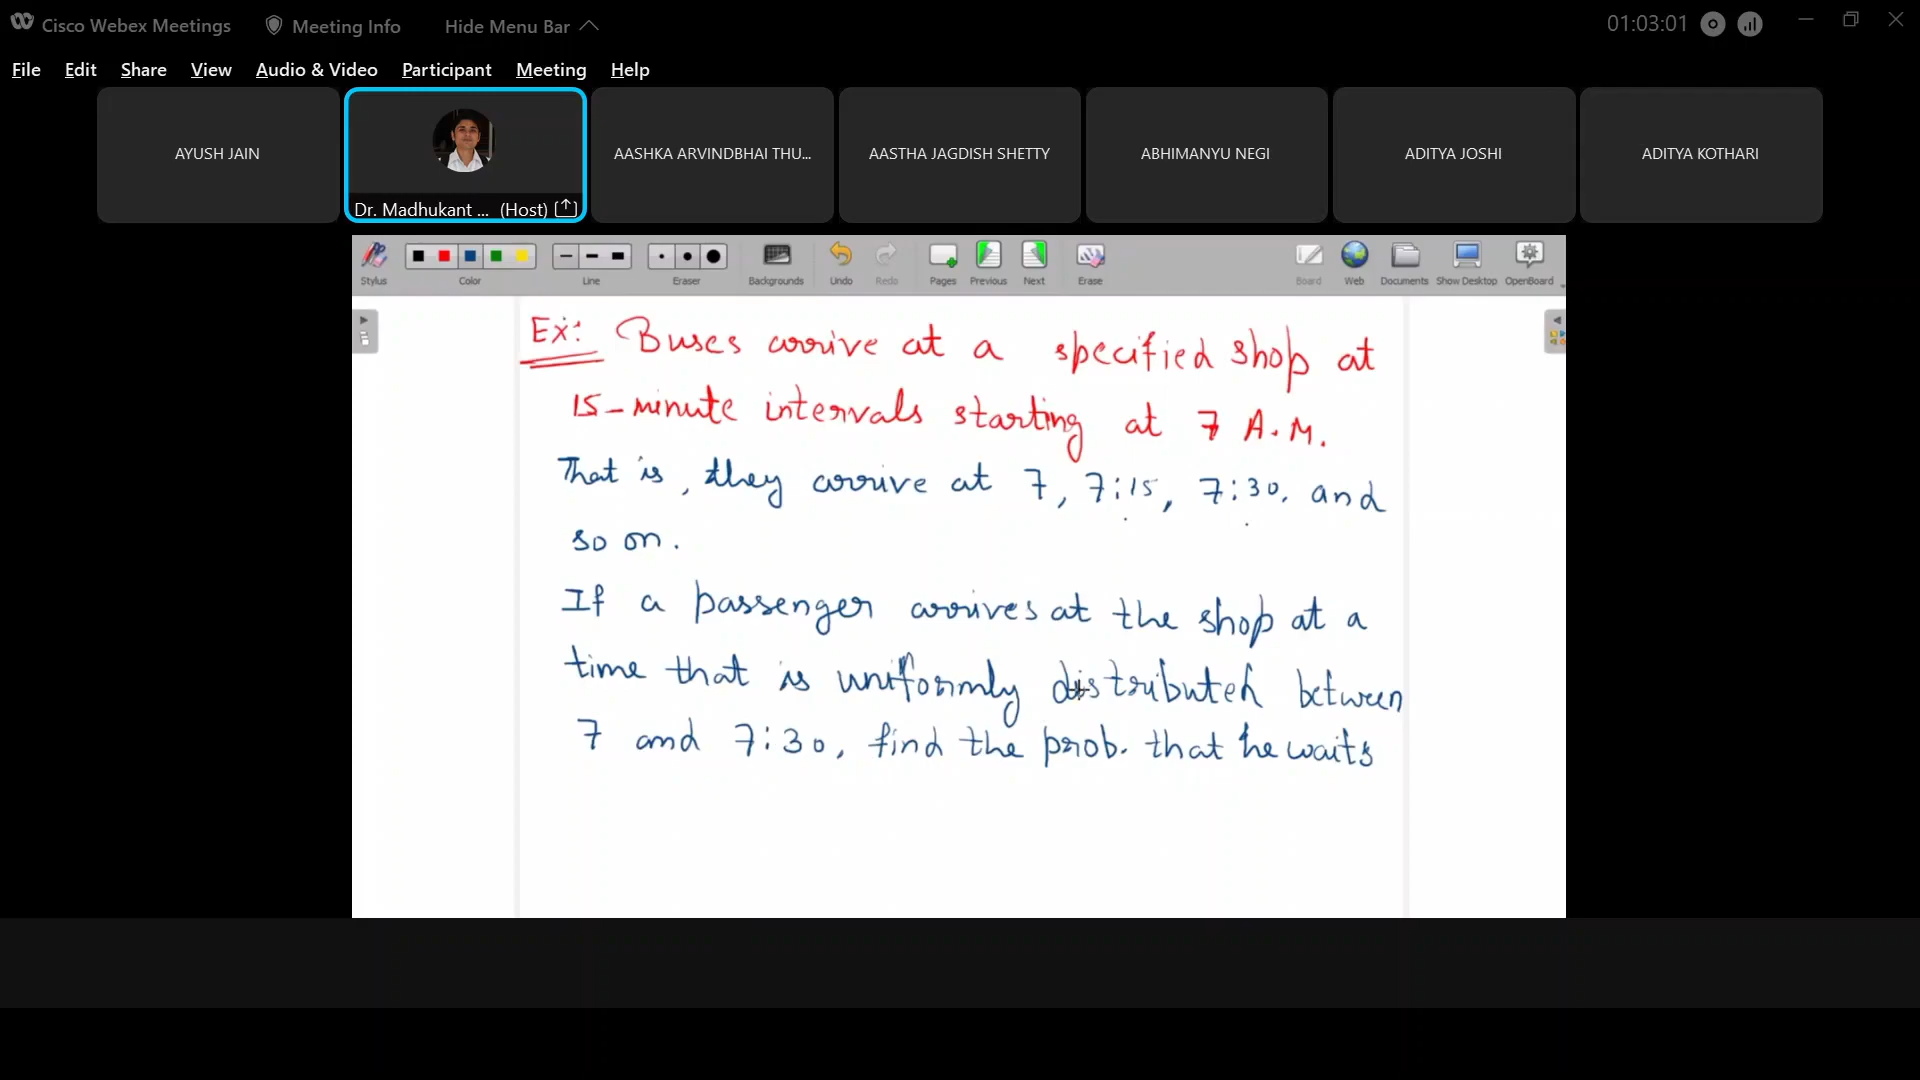 Cisco Webex Meetings Meeting Info Hide Menu Bar 01:03:01
File Edit Share View Audio & Video Participant Meeting Help
AYUSH JAIN
Dr. Madhukant ... (Host)
AASHKA ARVINDBHAI THU...
AASTHA JAGDISH SHETTY
ABHIMANYU NEGI
ADITYA JOSHI
ADITYA KOTHARI
Stylus Color Line Eraser Backgrounds Undo Redo Pages Previous Next Erase Board Web Documents Show Desktop OpenBoard
Ex: Buses arrive at a specified shop at
15-minute intervals starting at 7 A.M.
That is, they arrive at 7, 7:15, 7:30, and
so on.
If a passenger arrives at the shop at a
time that is uniformly distributed between
7 and 7:30, find the prob. that he waits